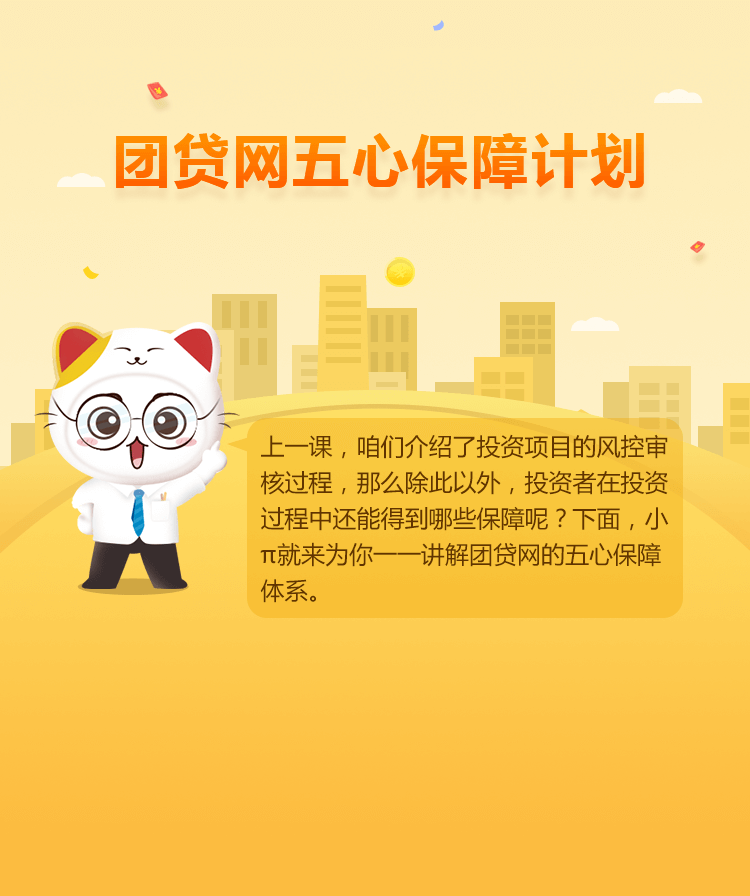 团贷网五心保障计划
上一课，咱们介绍了投资项目的风控审
核过程，那么除此以外，投资者在投资
过程中还能得到哪些保障呢？下面，小
π就来为你一一讲解团贷网的五心保障
体系。